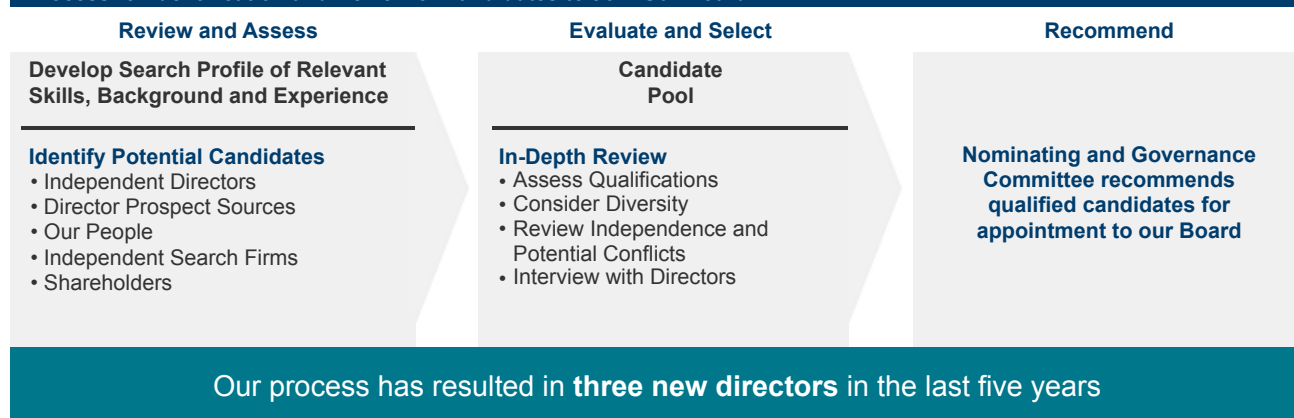 Review and Assess
Evaluate and Select
Recommend
Develop Search Profile of Relevant
Skills, Background and Experience
Identify Potential Candidates
• Independent Directors
• Director Prospect Sources
• Our People
• Independent Search Firms
• Shareholders
Candidate
Pool
In-Depth Review
• Assess Qualifications
• Consider Diversity
• Review Independence and
Potential Conflicts
• Interview with Directors
Nominating and Governance
Committee recommends
qualified candidates for
appointment to our Board
Our process has resulted in three new directors in the last five years